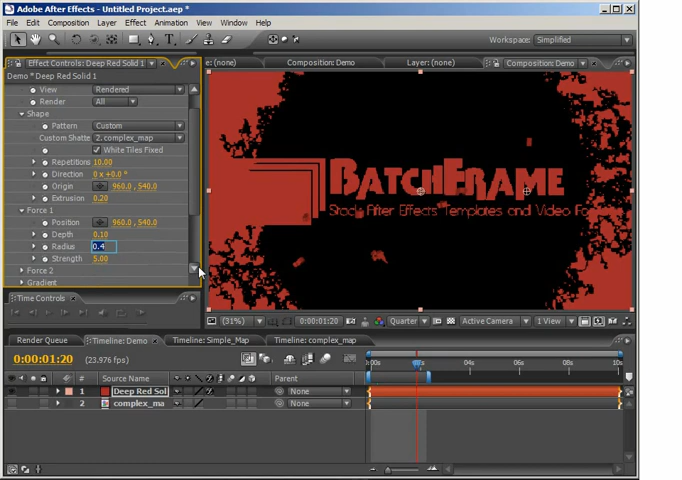 Adobe After Effects - Untitled Project.aep *
File Edit Composition Layer Effect Animation View Window Help
Workspace: Simplified
Effect Controls: Deep Red Solid 1
e: (none) Composition: Demo Layer: (none) Composition: Demo
Demo * Deep Red Solid 1
View Rendered
Render All
Shape
Pattern Custom
Custom Shatte 2. complex_map
White Tiles Fixed
Repetitions 10.00
Direction 0 x +0.0 °
Origin 960.0 , 540.0
Extrusion 0.20
Force 1
Position 960.0 , 540.0
Depth 0.10
Radius 0.4
Strength 5.00
Force 2
Gradient
BATCHFRAME
Stock After Effects Templates and Video Fo
Time Controls
(31%) 0:00:01:20 Quarter Active Camera 1 View
Render Queue Timeline: Demo Timeline: Simple_Map Timeline: complex_map
0:00:01:20 (23.976 fps)
# Source Name Parent
04s 06s 08s 10s
1 Deep Red Sol None
2 complex_ma None